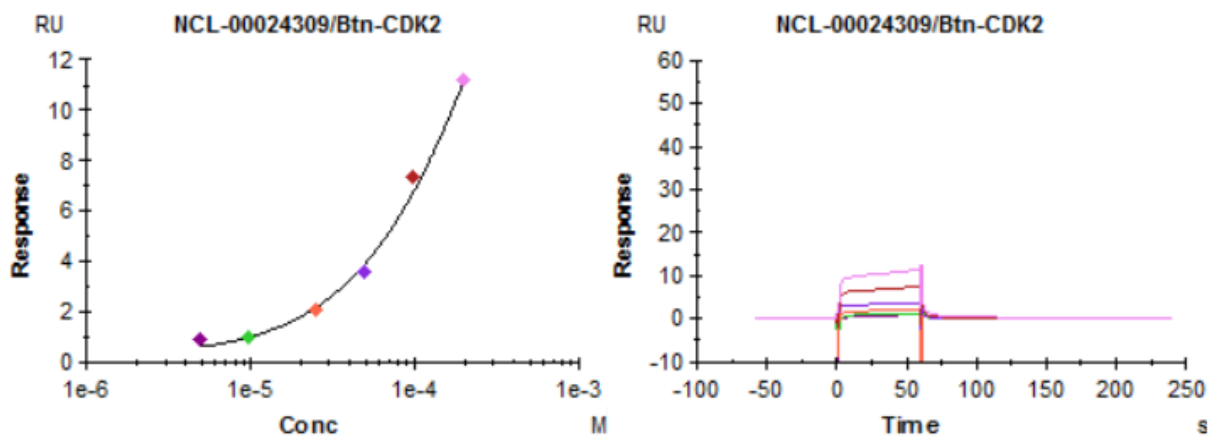 RU NCL-00024309/Btn-CDK2
12
10
8
6
4
2
0
Response
1e-6 1e-5 1e-4 1e-3
Conc M
RU NCL-00024309/Btn-CDK2
60
50
40
30
20
10
0
-10
Response
-100 -50 0 50 100 150 200 250
Time s